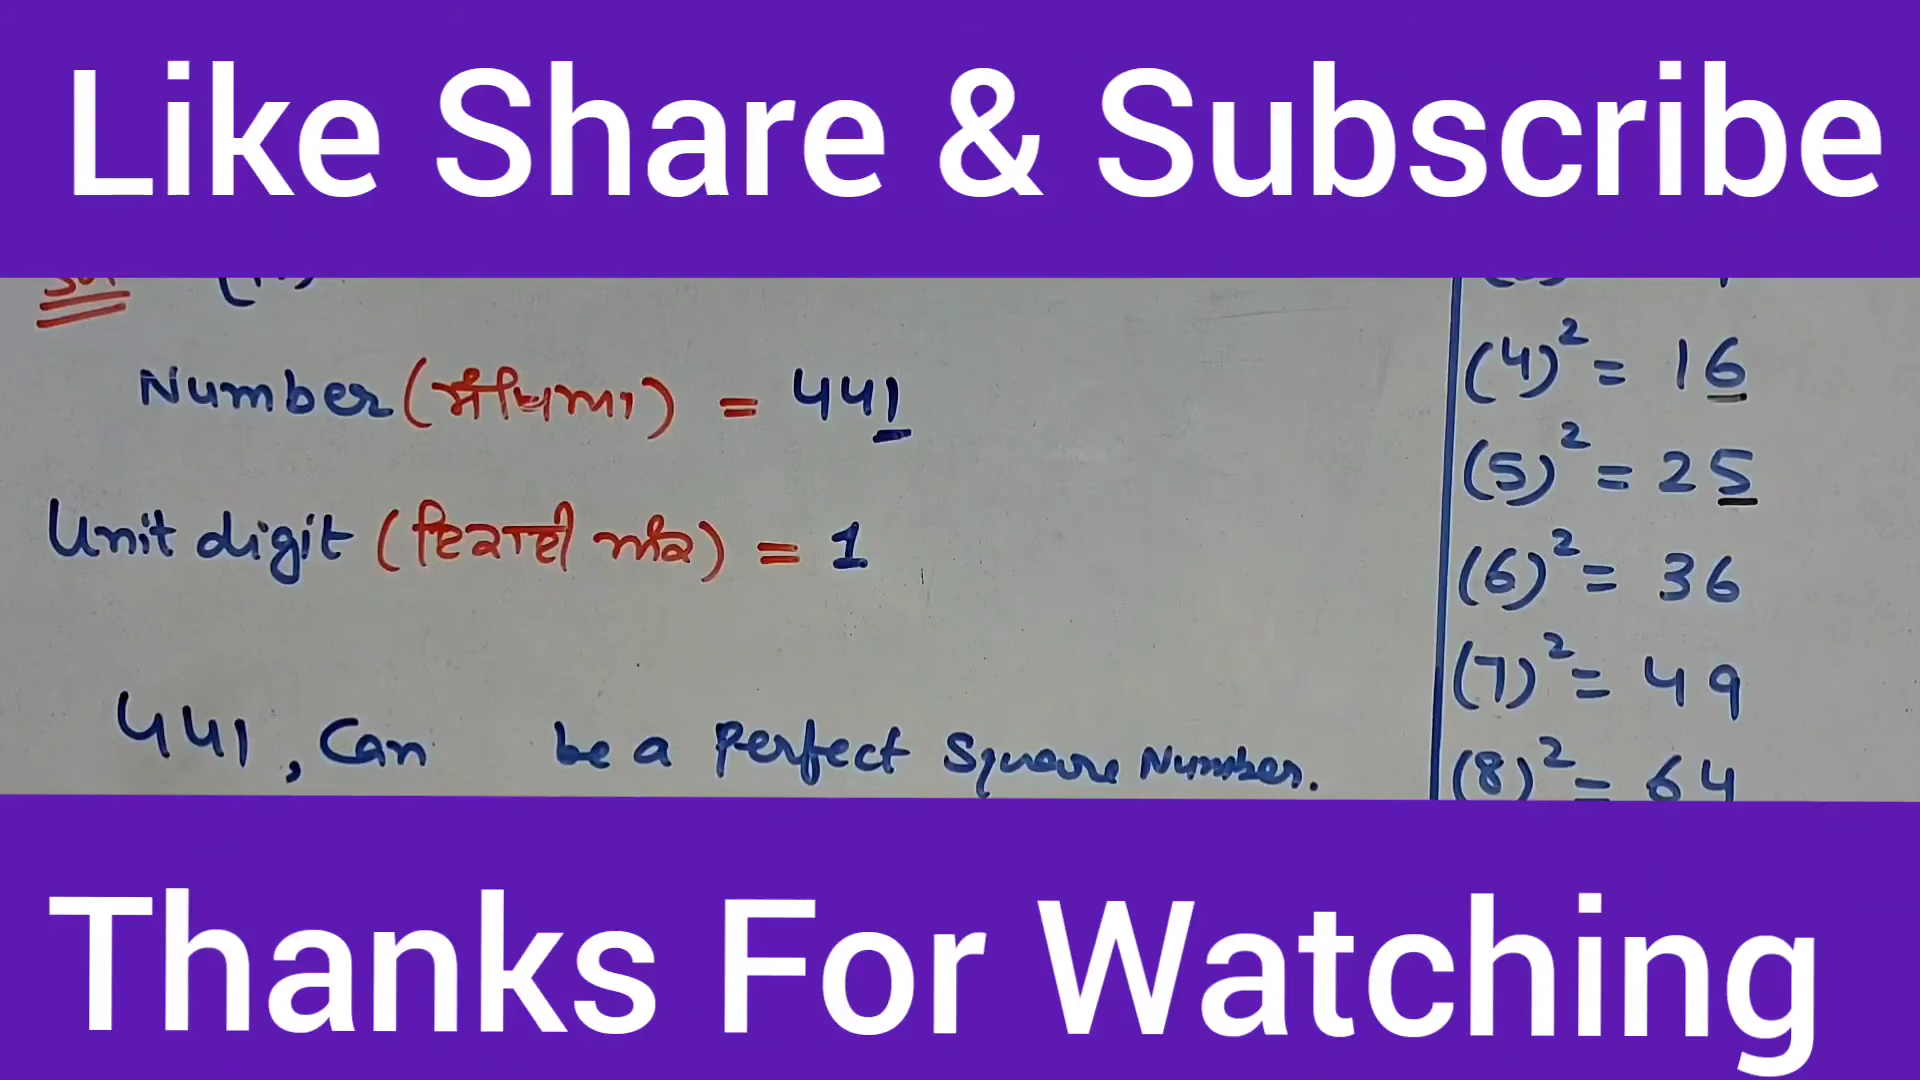 Like Share & Subscribe
Number (ਸੰਖਿਆ) = 441
Unit digit (ਇਕਾਈ ਅੰਕ) = 1
441, Can be a perfect Square Number.
(4)² = 16
(5)² = 25
(6)² = 36
(7)² = 49
(8)² = 64
Thanks For Watching